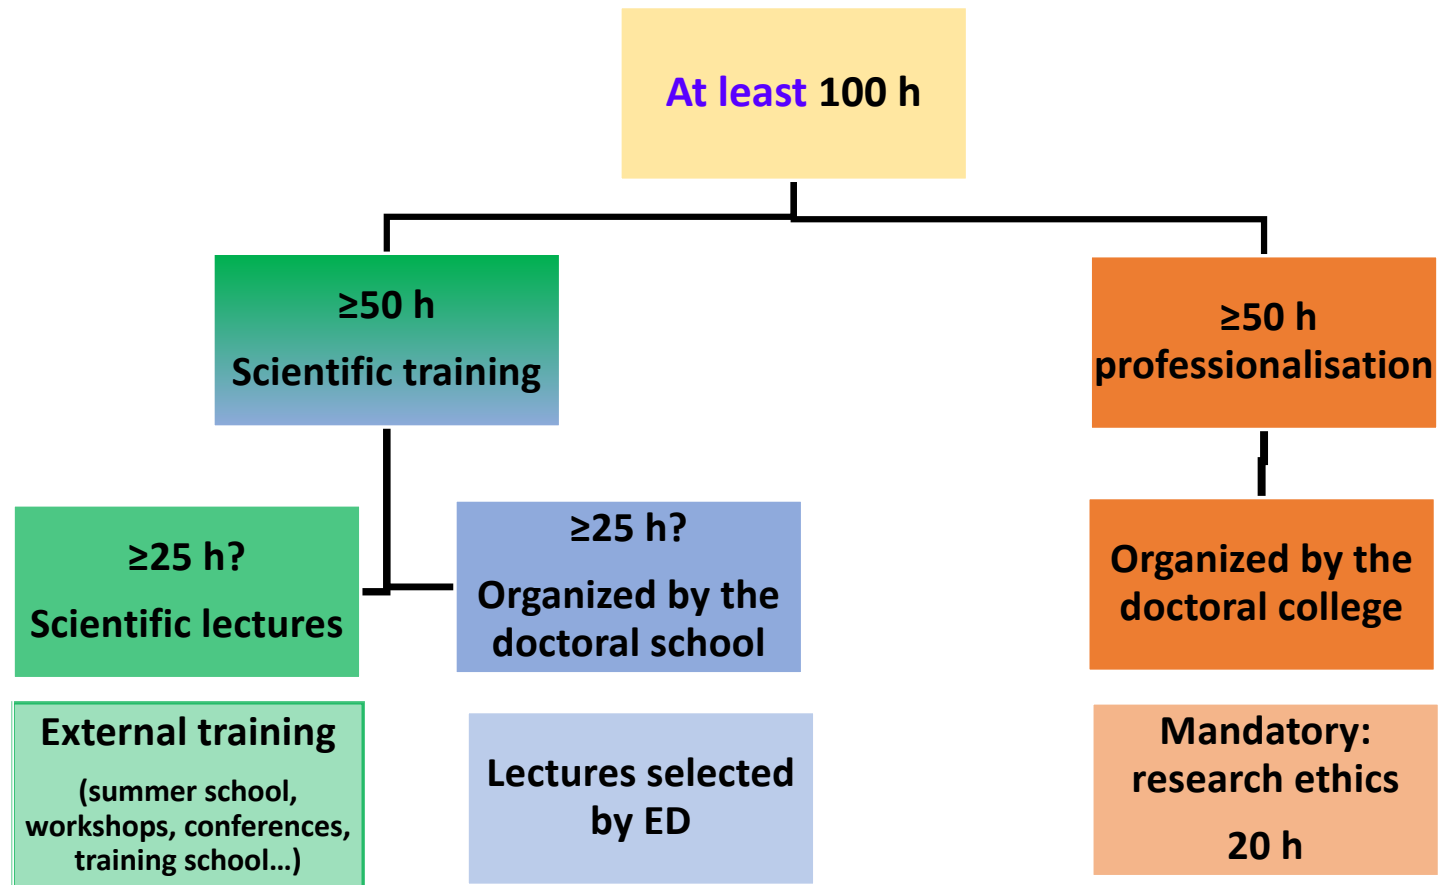 At least 100 h
≥50 h
Scientific training
≥50 h
professionalisation
≥25 h?
Scientific lectures
≥25 h?
Organized by the
doctoral school
Organized by the
doctoral college
External training
(summer school,
workshops, conferences,
training school…)
Lectures selected
by ED
Mandatory:
research ethics
20 h